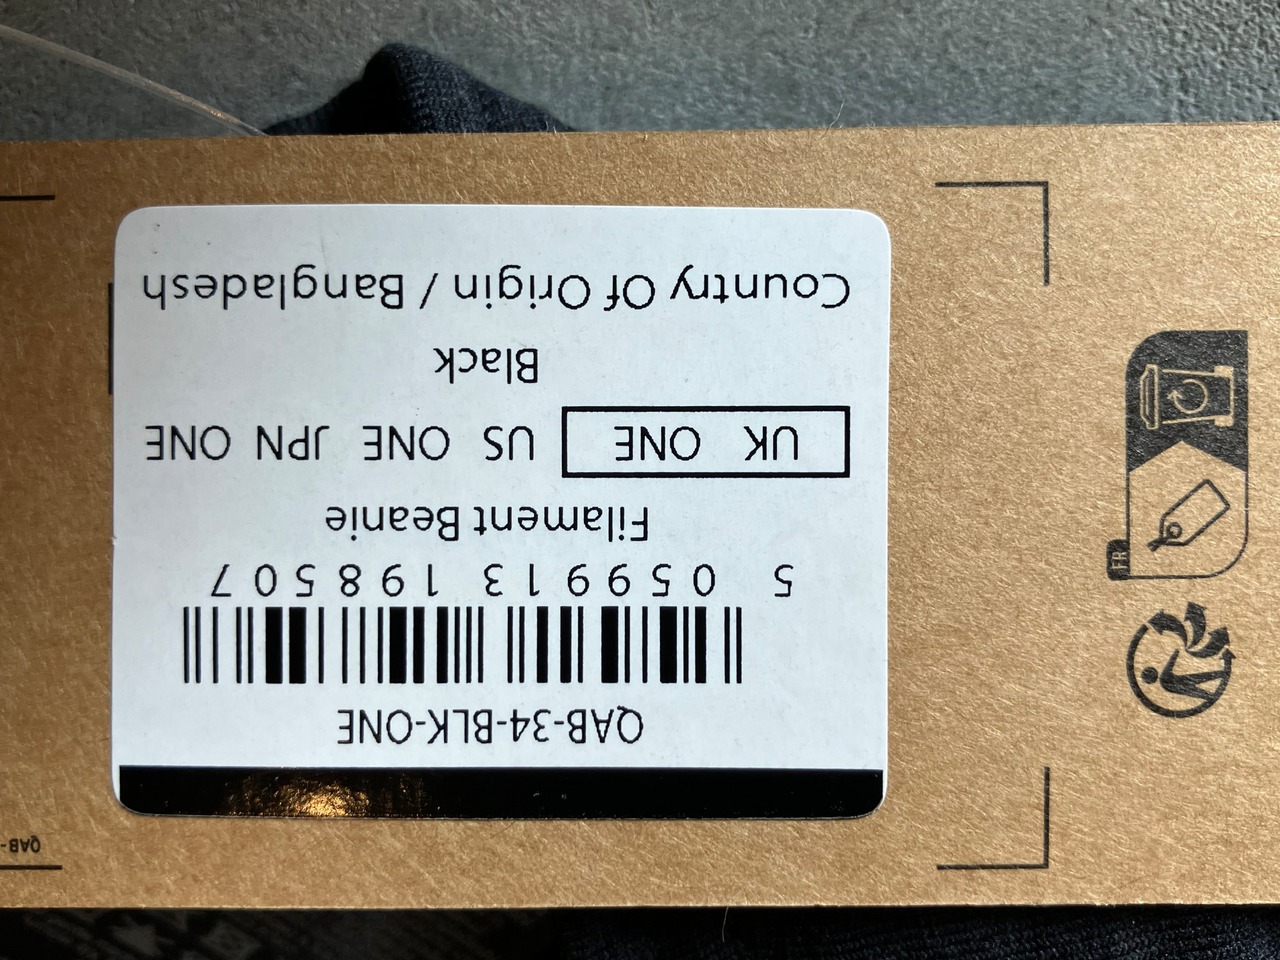 QAB-34-BLK-ONE
5 059913 198507
Filament Beanie
UK ONE US ONE JPN ONE
Black
Country Of Origin / Bangladesh
FR
QAB-